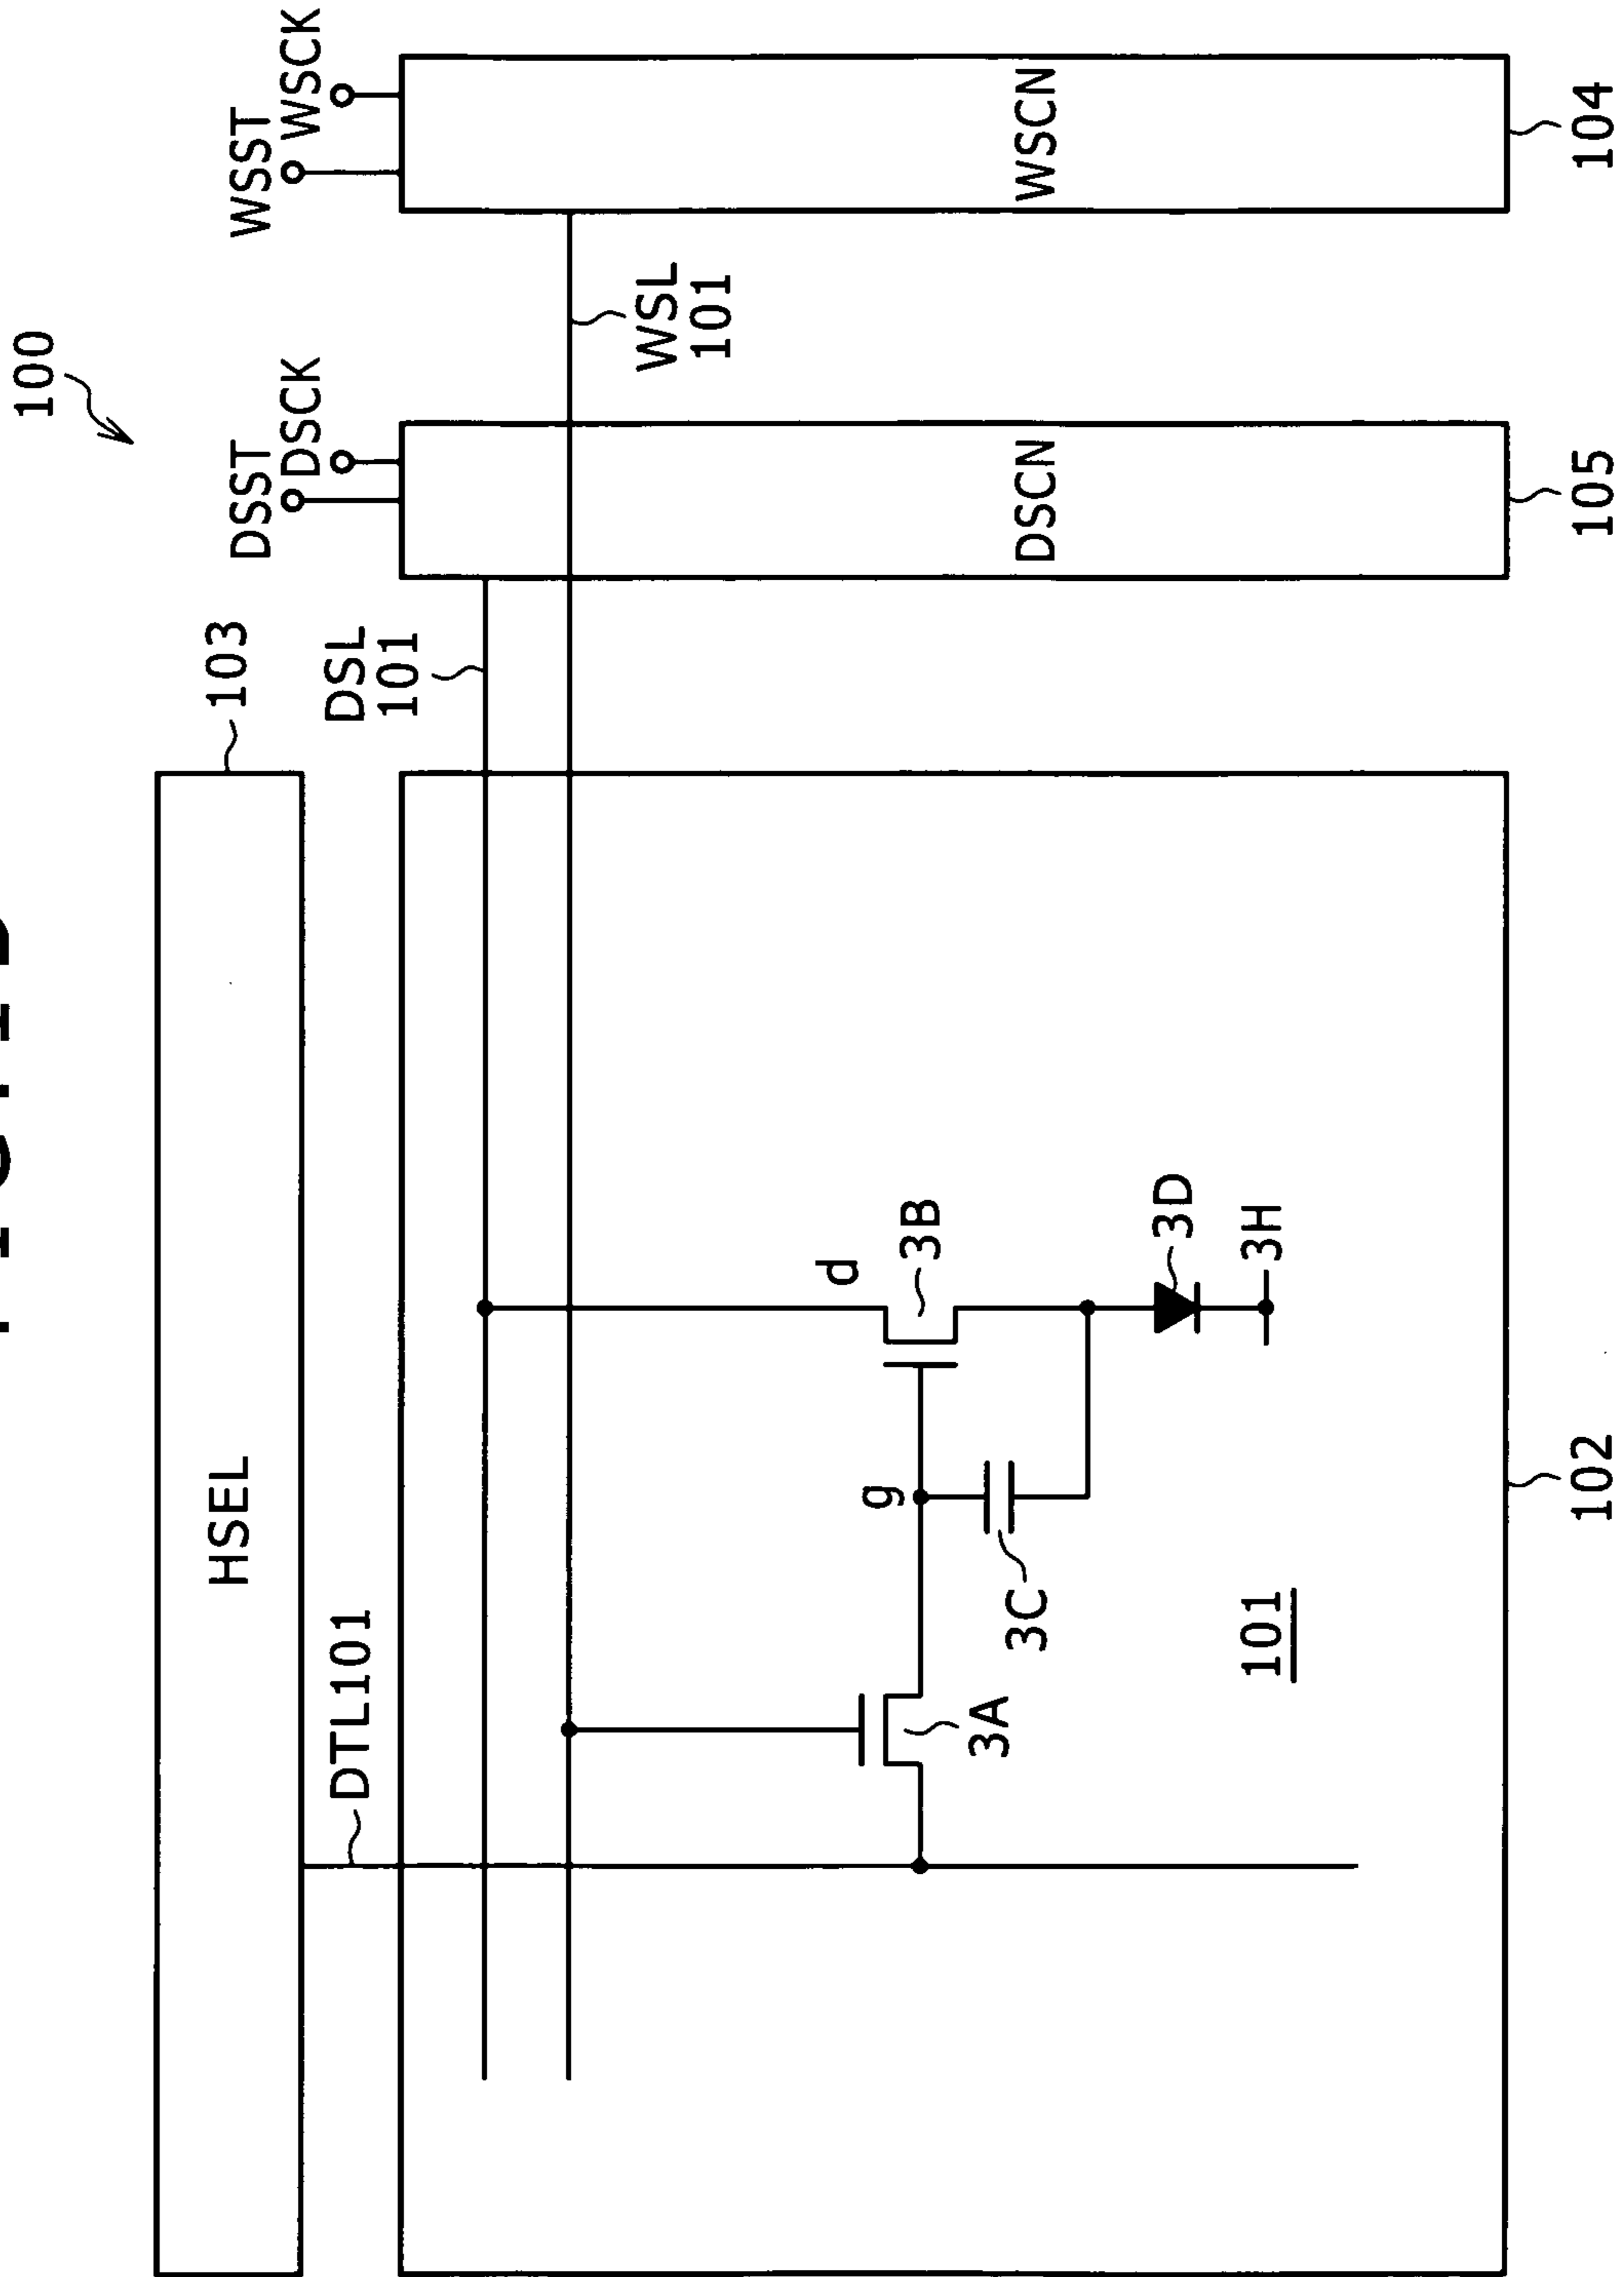 100
HSEL
103
DSST
WSST
DSCK
WSCK
DTL101
DSL
101
WSL
101
d
g
3B
3A
3C
DSCN
WSCN
3D
101
3H
102
105
104